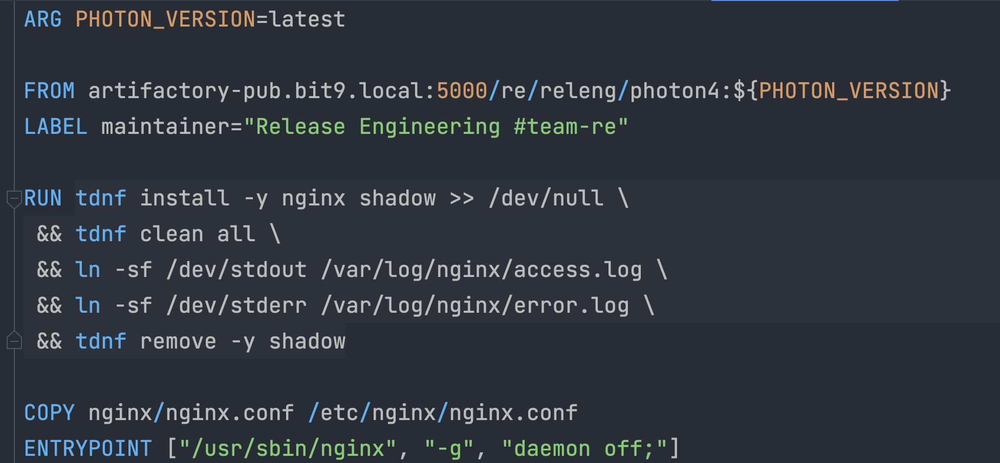 ARG PHOTON_VERSION=latest
FROM artifactory-pub.bit9.local:5000/re/releng/photon4:${PHOTON_VERSION}
LABEL maintainer="Release Engineering #team-re"
RUN tdnf install -y nginx shadow >> /dev/null \
&& tdnf clean all \
&& ln -sf /dev/stdout /var/log/nginx/access.log \
&& ln -sf /dev/stderr /var/log/nginx/error.log \
&& tdnf remove -y shadow
COPY nginx/nginx.conf /etc/nginx/nginx.conf
ENTRYPOINT ["/usr/sbin/nginx", "-g", "daemon off;"]